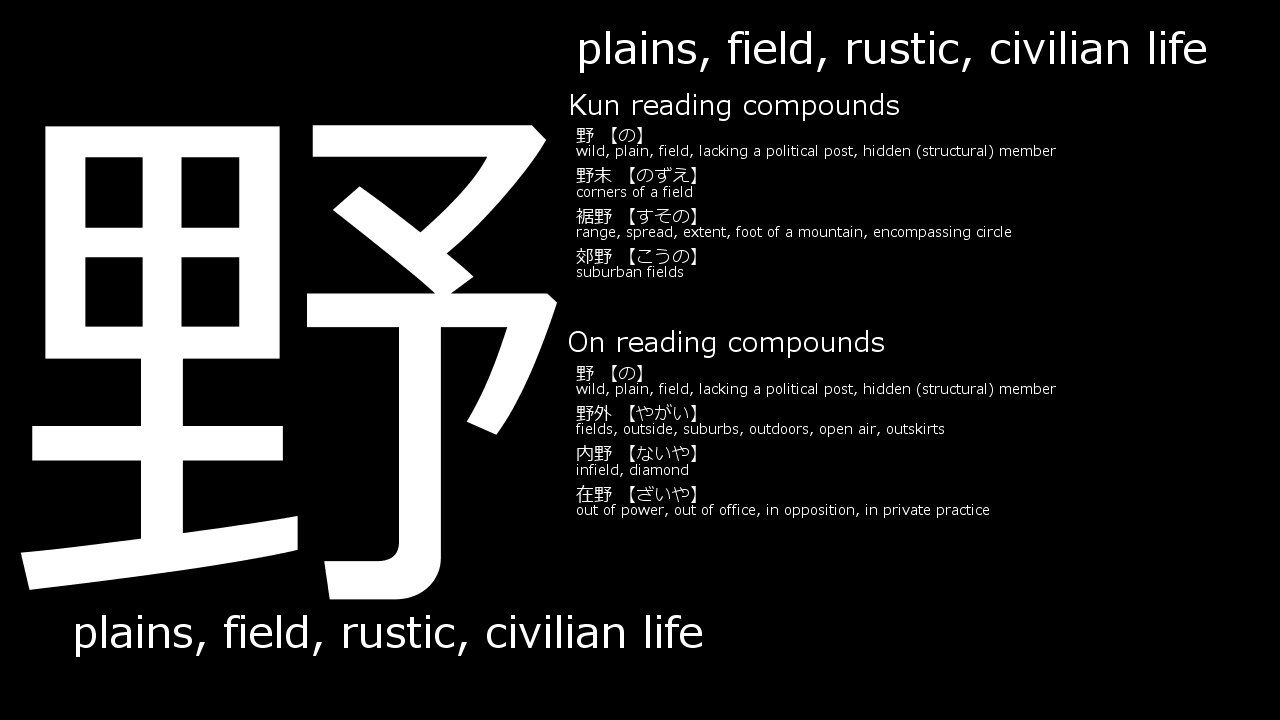 野
plains, field, rustic, civilian life
Kun reading compounds
野 【の】
wild, plain, field, lacking a political post, hidden (structural) member
野末 【のずえ】
corners of a field
裾野 【すその】
range, spread, extent, foot of a mountain, encompassing circle
郊野 【こうの】
suburban fields
On reading compounds
野 【の】
wild, plain, field, lacking a political post, hidden (structural) member
野外 【やがい】
fields, outside, suburbs, outdoors, open air, outskirts
内野 【ないや】
infield, diamond
在野 【ざいや】
out of power, out of office, in opposition, in private practice
plains, field, rustic, civilian life